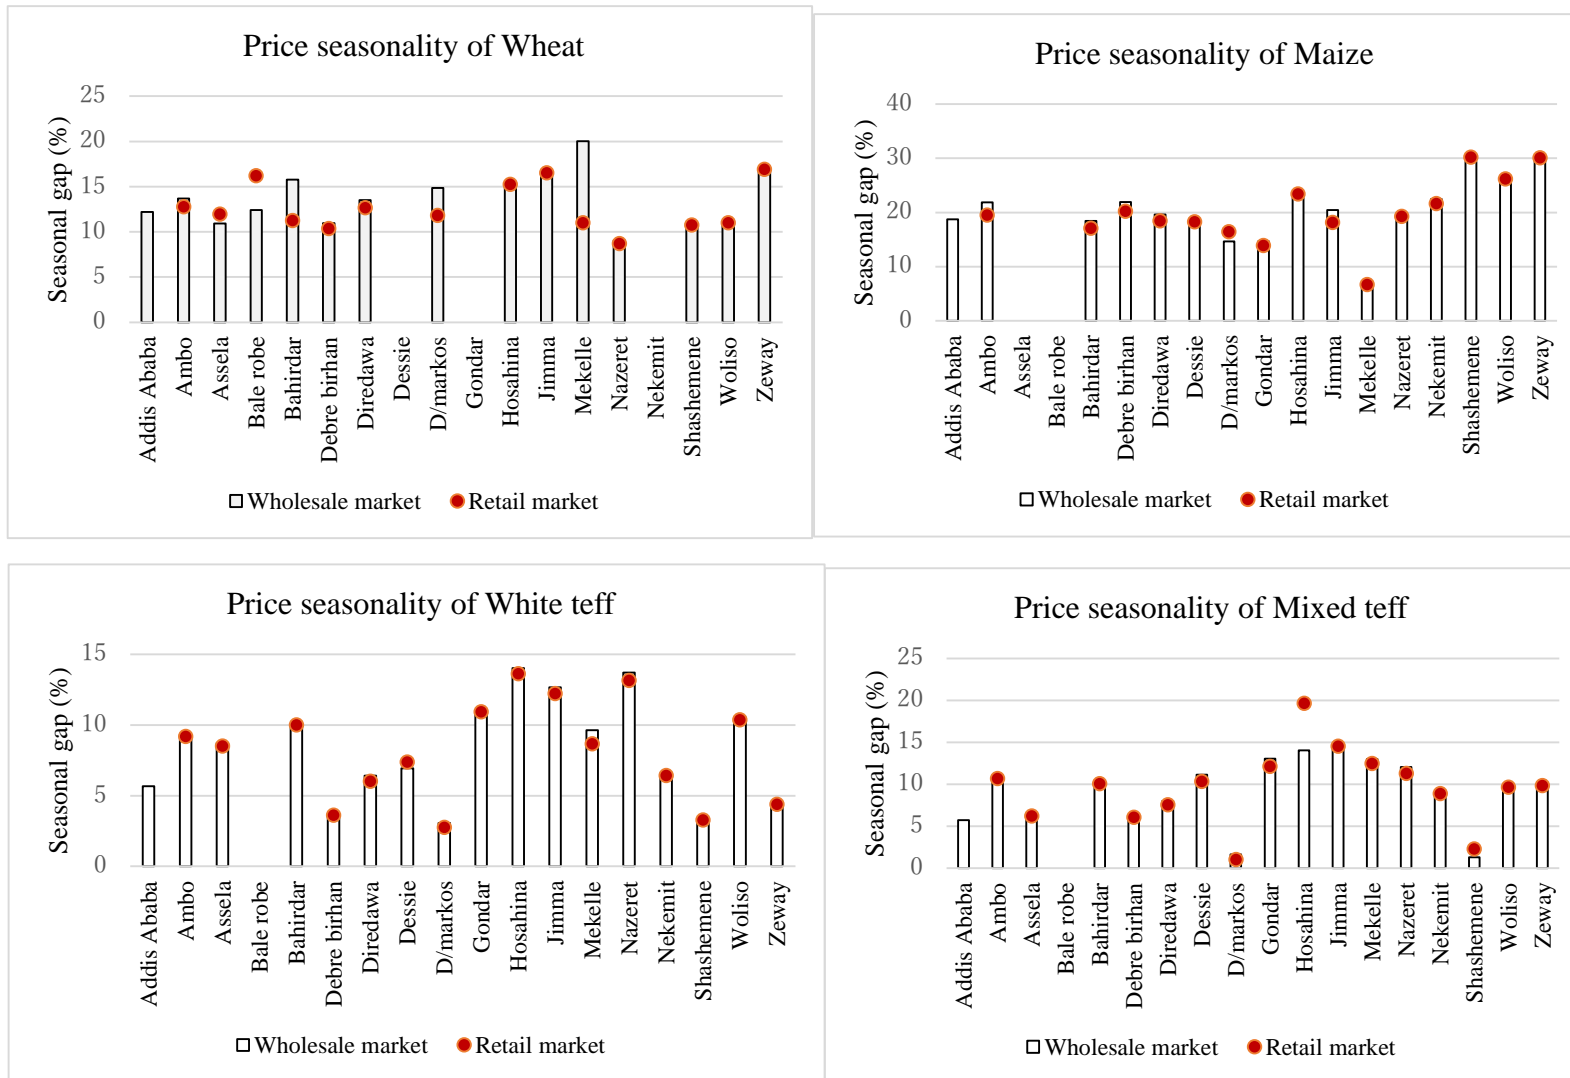 Price seasonality of Wheat
Seasonal gap (%)
25
20
15
10
5
0
Addis Ababa
Ambo
Assela
Bale robe
Bahirdar
Debre birhan
Diredawa
Dessie
D/markos
Gondar
Hosahina
Jimma
Mekelle
Nazeret
Nekemit
Shashemene
Woliso
Zeway
Wholesale market
Retail market
Price seasonality of Maize
Seasonal gap (%)
40
30
20
10
0
Addis Ababa
Ambo
Assela
Bale robe
Bahirdar
Debre birhan
Diredawa
Dessie
D/markos
Gondar
Hosahina
Jimma
Mekelle
Nazeret
Nekemit
Shashemene
Woliso
Zeway
Wholesale market
Retail market
Price seasonality of White teff
Seasonal gap (%)
15
10
5
0
Addis Ababa
Ambo
Assela
Bale robe
Bahirdar
Debre birhan
Diredawa
Dessie
D/markos
Gondar
Hosahina
Jimma
Mekelle
Nazeret
Nekemit
Shashemene
Woliso
Zeway
Wholesale market
Retail market
Price seasonality of Mixed teff
Seasonal gap (%)
25
20
15
10
5
0
Addis Ababa
Ambo
Assela
Bale robe
Bahirdar
Debre birhan
Diredawa
Dessie
D/markos
Gondar
Hosahina
Jimma
Mekelle
Nazeret
Nekemit
Shashemene
Woliso
Zeway
Wholesale market
Retail market